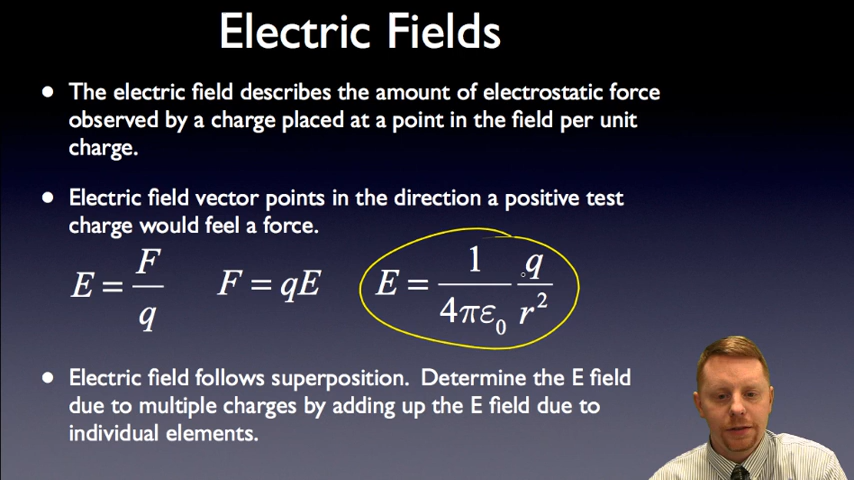 Electric Fields
• The electric field describes the amount of electrostatic force
observed by a charge placed at a point in the field per unit
charge.
• Electric field vector points in the direction a positive test
charge would feel a force.
E = F/q    F = qE    E = 1/(4πε₀) q/r²
• Electric field follows superposition. Determine the E field
due to multiple charges by adding up the E field due to
individual elements.